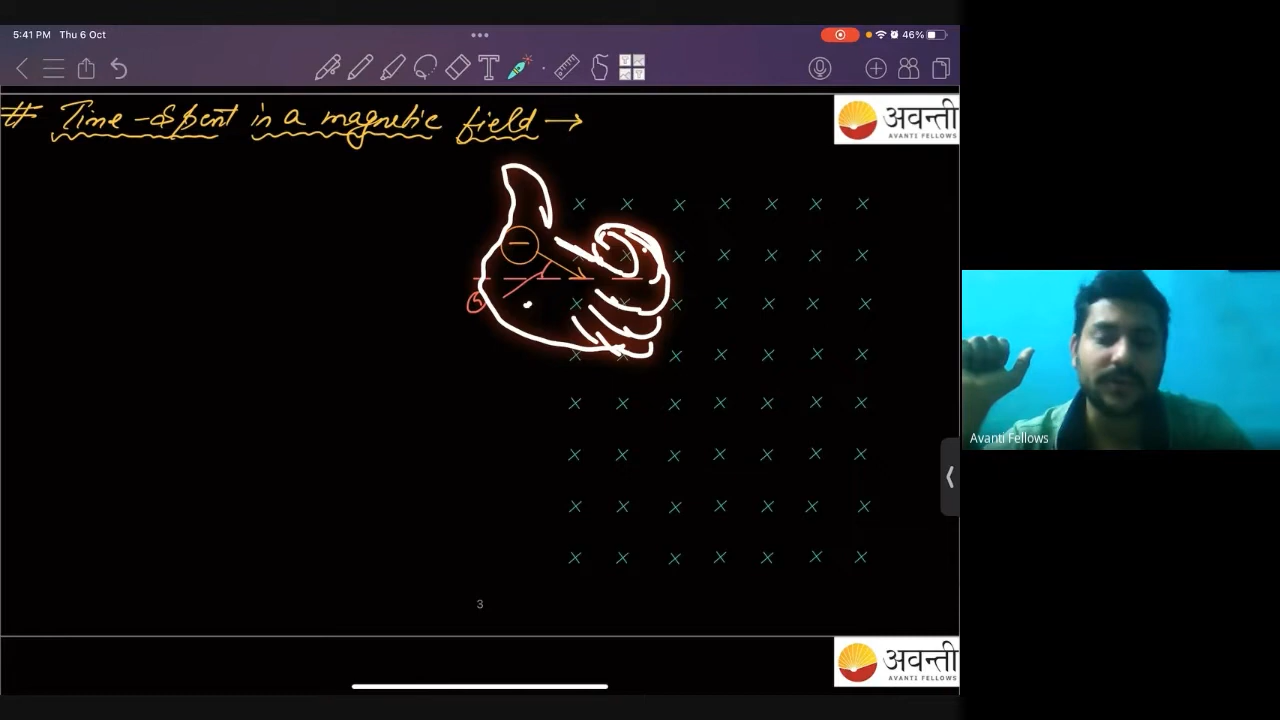 5:41 PM Thu 6 Oct
46%
# Time-spent in a magnetic field →
अवन्ती
AVANTI FELLOWS
Avanti Fellows
3
अवन्ती
AVANTI FELLOWS